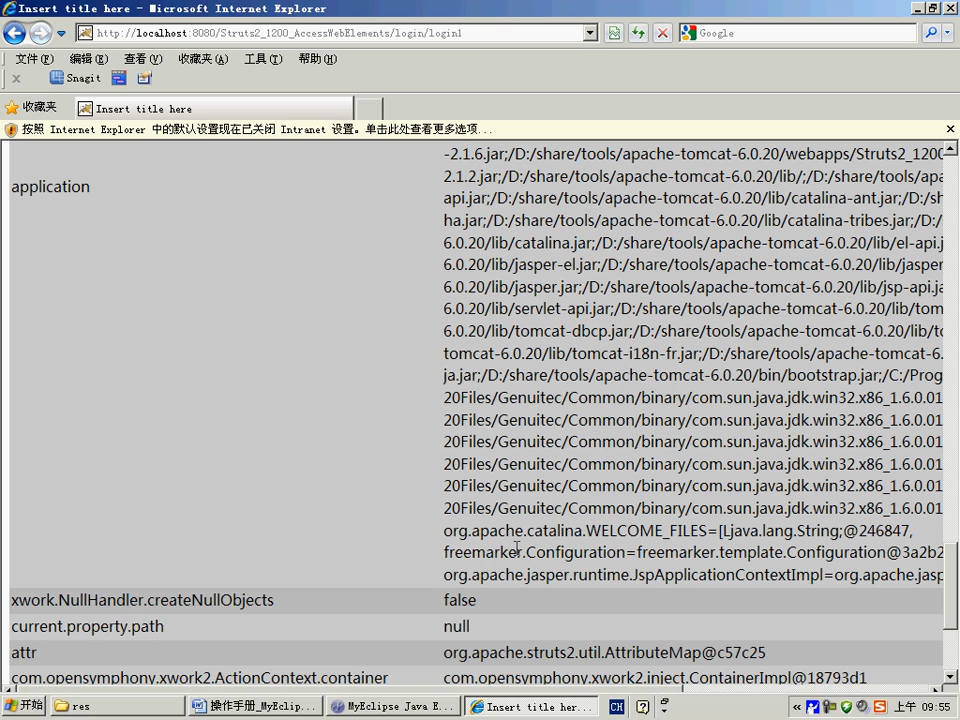 Insert title here - Microsoft Internet Explorer
http://localhost:8080/Struts2_1200_AccessWebElements/login/login1
Google
文件(F) 编辑(E) 查看(V) 收藏夹(A) 工具(T) 帮助(H)
x Snagit
收藏夹 Insert title here
按照 Internet Explorer 中的默认设置现在已关闭 Intranet 设置。单击此处查看更多选项...
-2.1.6.jar;/D:/share/tools/apache-tomcat-6.0.20/webapps/Struts2_1200
application
2.1.2.jar;/D:/share/tools/apache-tomcat-6.0.20/lib/;/D:/share/tools/apa
api.jar;/D:/share/tools/apache-tomcat-6.0.20/lib/catalina-ant.jar;/D:/sh
ha.jar;/D:/share/tools/apache-tomcat-6.0.20/lib/catalina-tribes.jar;/D:/
6.0.20/lib/catalina.jar;/D:/share/tools/apache-tomcat-6.0.20/lib/el-api.j
6.0.20/lib/jasper-el.jar;/D:/share/tools/apache-tomcat-6.0.20/lib/jasper
6.0.20/lib/jasper.jar;/D:/share/tools/apache-tomcat-6.0.20/lib/jsp-api.ja
6.0.20/lib/servlet-api.jar;/D:/share/tools/apache-tomcat-6.0.20/lib/tom
6.0.20/lib/tomcat-dbcp.jar;/D:/share/tools/apache-tomcat-6.0.20/lib/to
tomcat-6.0.20/lib/tomcat-i18n-fr.jar;/D:/share/tools/apache-tomcat-6.
ja.jar;/D:/share/tools/apache-tomcat-6.0.20/bin/bootstrap.jar;/C:/Prog
20Files/Genuitec/Common/binary/com.sun.java.jdk.win32.x86_1.6.0.01
20Files/Genuitec/Common/binary/com.sun.java.jdk.win32.x86_1.6.0.01
20Files/Genuitec/Common/binary/com.sun.java.jdk.win32.x86_1.6.0.01
20Files/Genuitec/Common/binary/com.sun.java.jdk.win32.x86_1.6.0.01
20Files/Genuitec/Common/binary/com.sun.java.jdk.win32.x86_1.6.0.01
20Files/Genuitec/Common/binary/com.sun.java.jdk.win32.x86_1.6.0.01
org.apache.catalina.WELCOME_FILES=[Ljava.lang.String;@246847,
freemarker.Configuration=freemarker.template.Configuration@3a2b2
org.apache.jasper.runtime.JspApplicationContextImpl=org.apache.jasp
xwork.NullHandler.createNullObjects false
current.property.path null
attr org.apache.struts2.util.AttributeMap@c57c25
com.opensymphony.xwork2.ActionContext.container com.opensymphony.xwork2.inject.ContainerImpl@18793d1
开始 res 操作手册_MyEclip... MyEclipse Java E... Insert title her... CH 上午 09:55